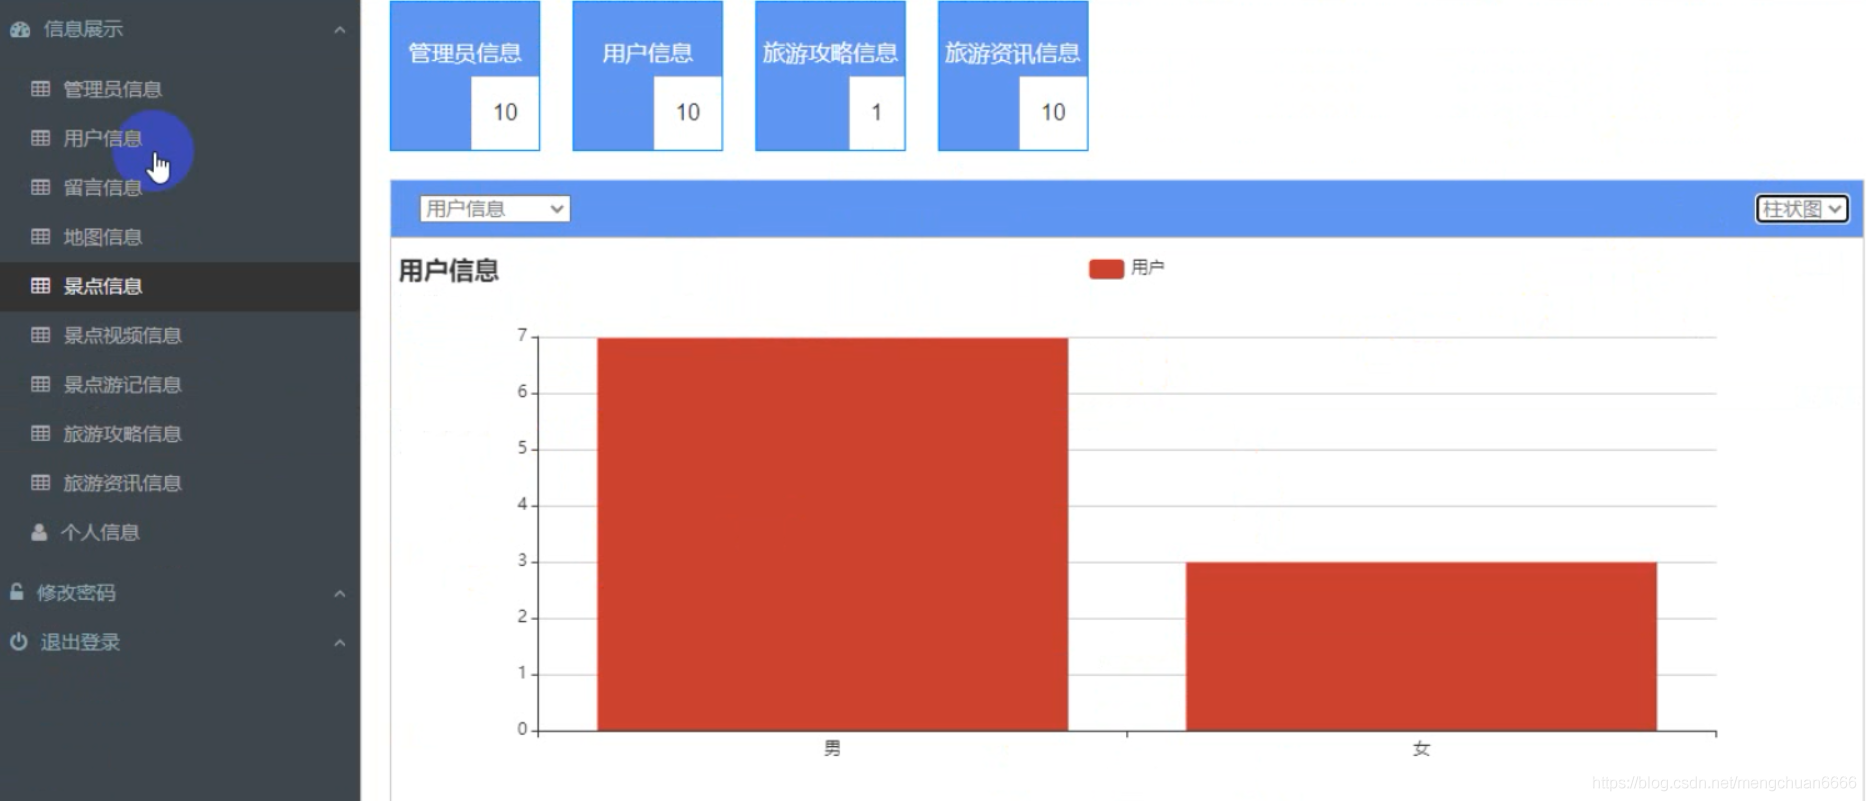 信息展示
管理员信息
用户信息
留言信息
地图信息
景点信息
景点视频信息
景点游记信息
旅游攻略信息
旅游资讯信息
个人信息
修改密码
退出登录
管理员信息
10
用户信息
10
旅游攻略信息
1
旅游资讯信息
10
用户信息
柱状图
用户信息
用户
7
6
5
4
3
2
1
0
男
女
https://blog.csdn.net/mengchuan6666